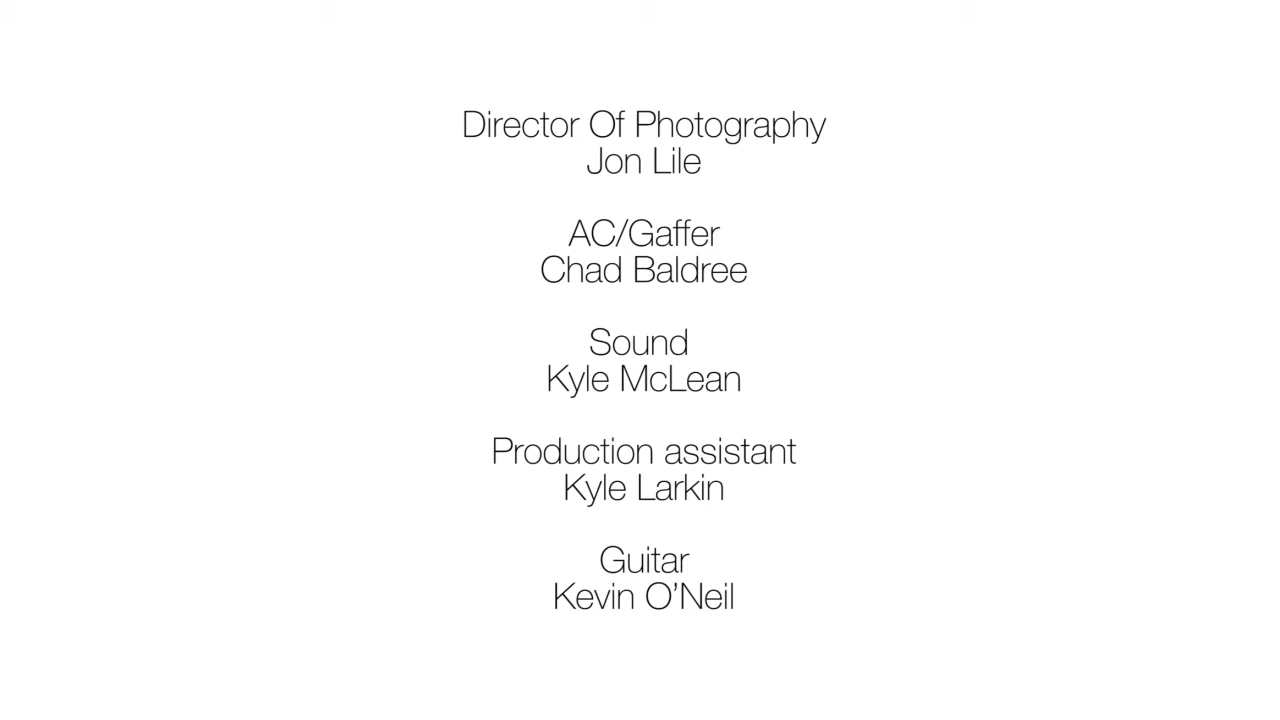 Director Of Photography
Jon Lile
AC/Gaffer
Chad Baldree
Sound
Kyle McLean
Production assistant
Kyle Larkin
Guitar
Kevin O’Neil